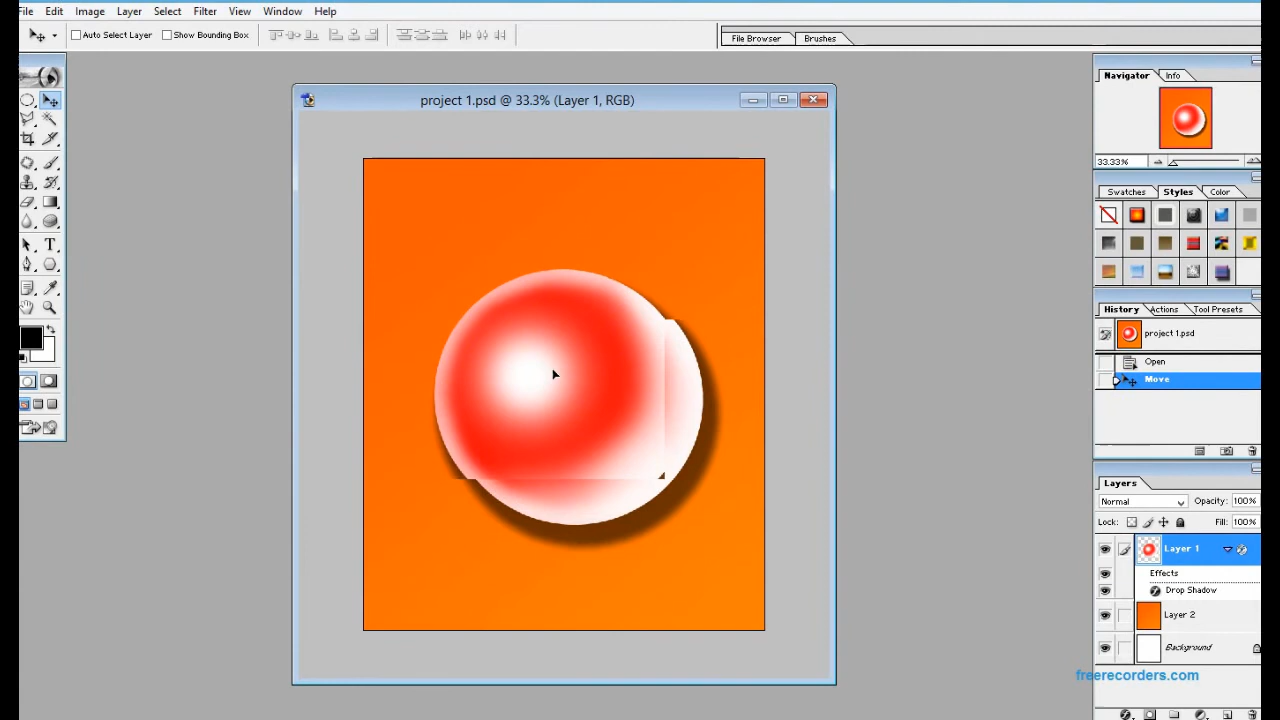 File Edit Image Layer Select Filter View Window Help
Auto Select Layer Show Bounding Box File Browser Brushes
project 1.psd @ 33.3% (Layer 1, RGB)
Navigator Info
33.33%
Swatches Styles Color
History Actions Tool Presets
project 1.psd
Open
Move
Layers
Normal Opacity: 100%
Lock: Fill: 100%
Layer 1
Effects
Drop Shadow
Layer 2
Background
freerecorders.com